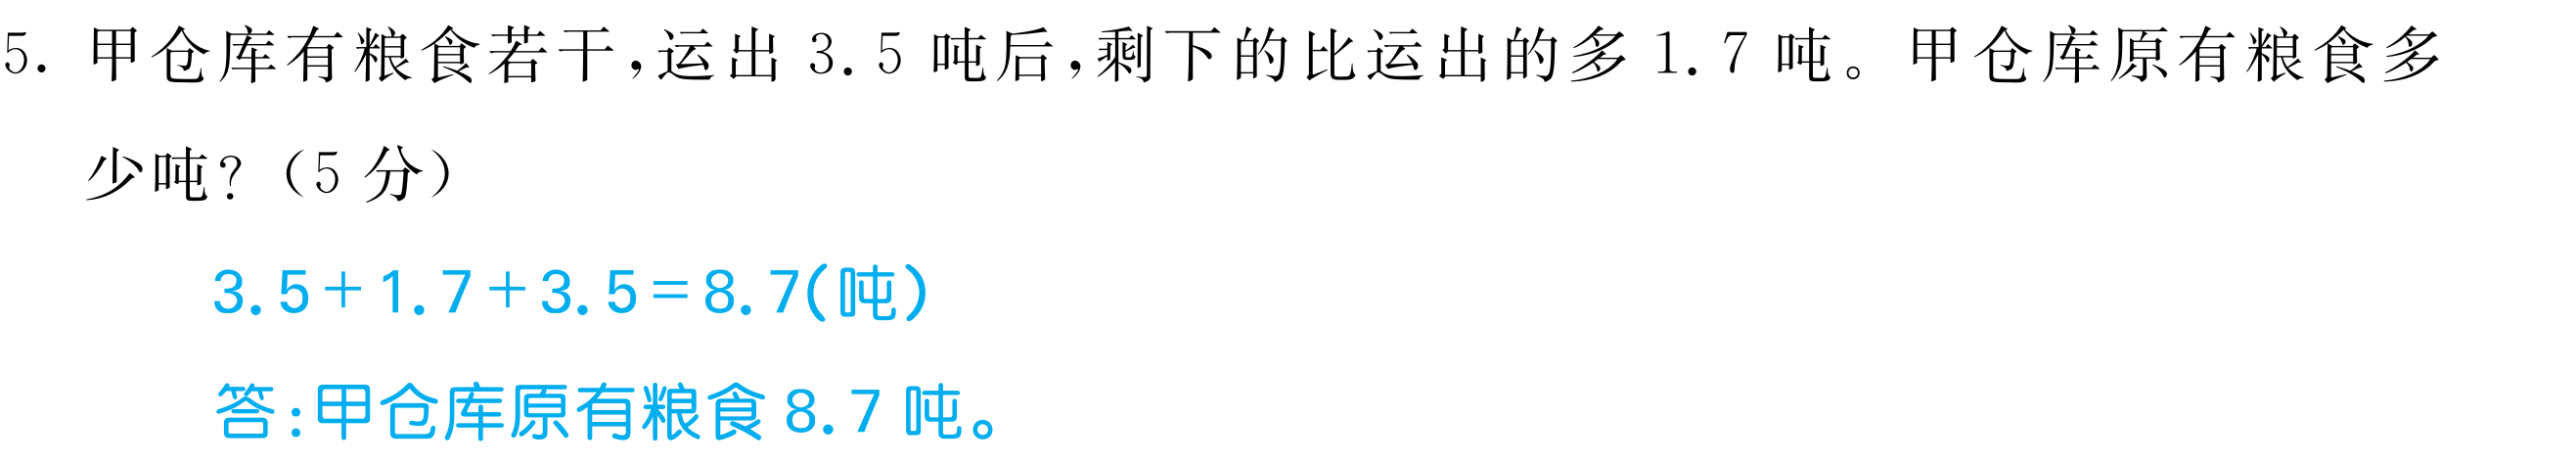 5. 甲仓库有粮食若干,运出 3.5 吨后,剩下的比运出的多 1.7 吨。甲仓库原有粮食多
少吨?(5 分)
3.5+1.7+3.5=8.7(吨)
答:甲仓库原有粮食 8.7 吨。